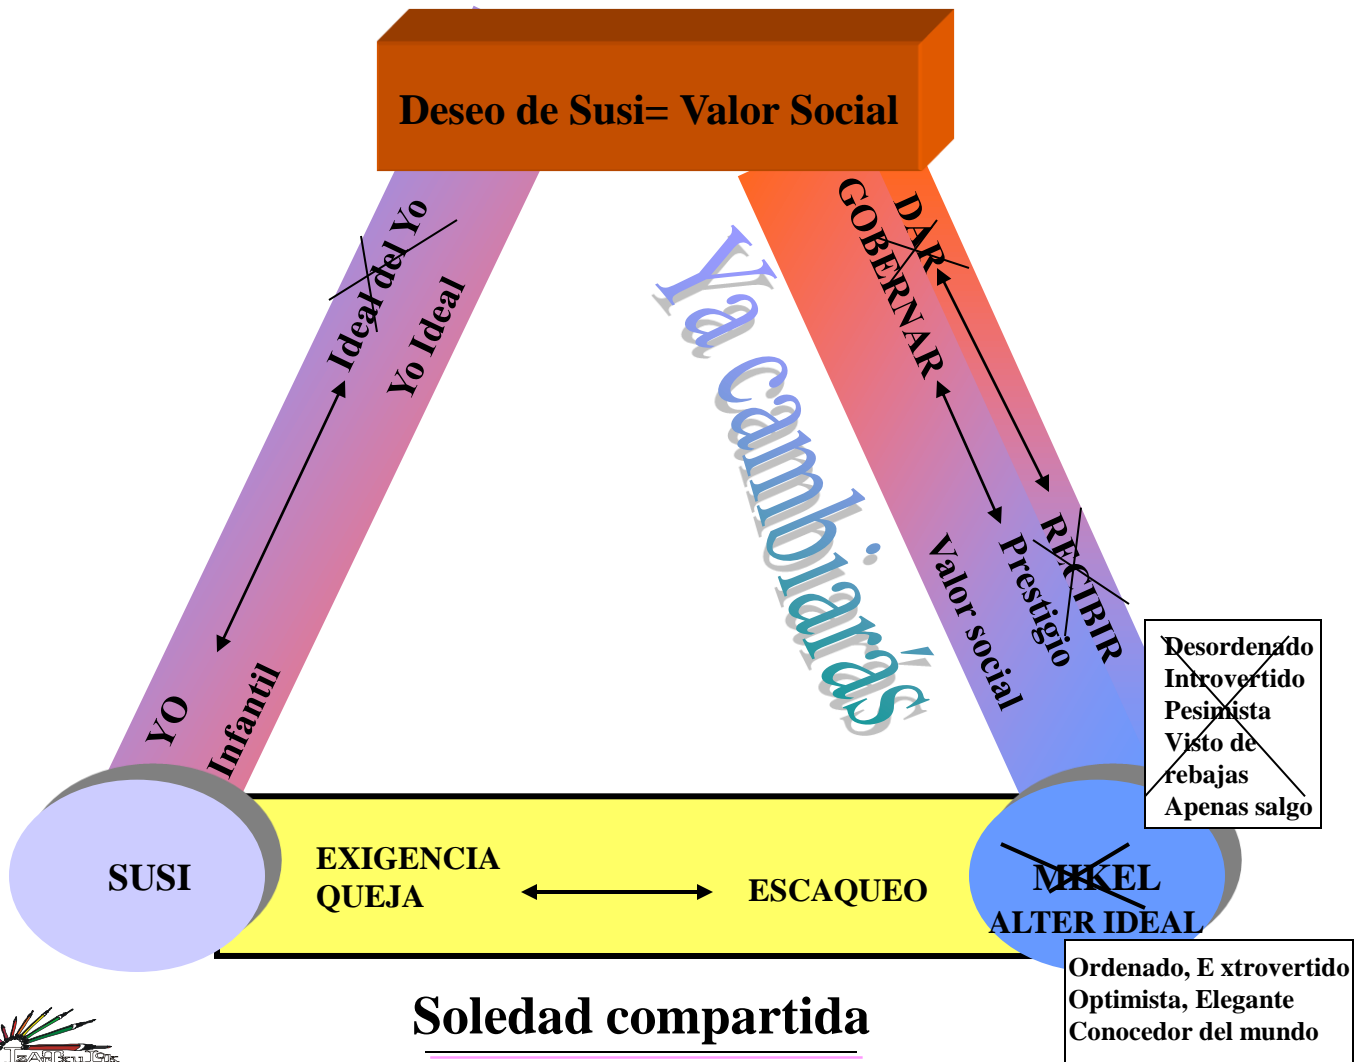 Deseo de Susi= Valor Social
Ideal del Yo
Yo Ideal
YO
Infantil
Ya cambiarás
GOBERNAR
DAR
Valor social
Prestigio
RECIBIR
Desordenado
Introvertido
Pesimista
Visto de
rebajas
Apenas salgo
SUSI
EXIGENCIA
QUEJA
ESCAQUEO
MIKEL
ALTER IDEAL
Ordenado, E xtrovertido
Optimista, Elegante
Conocedor del mundo
Soledad compartida